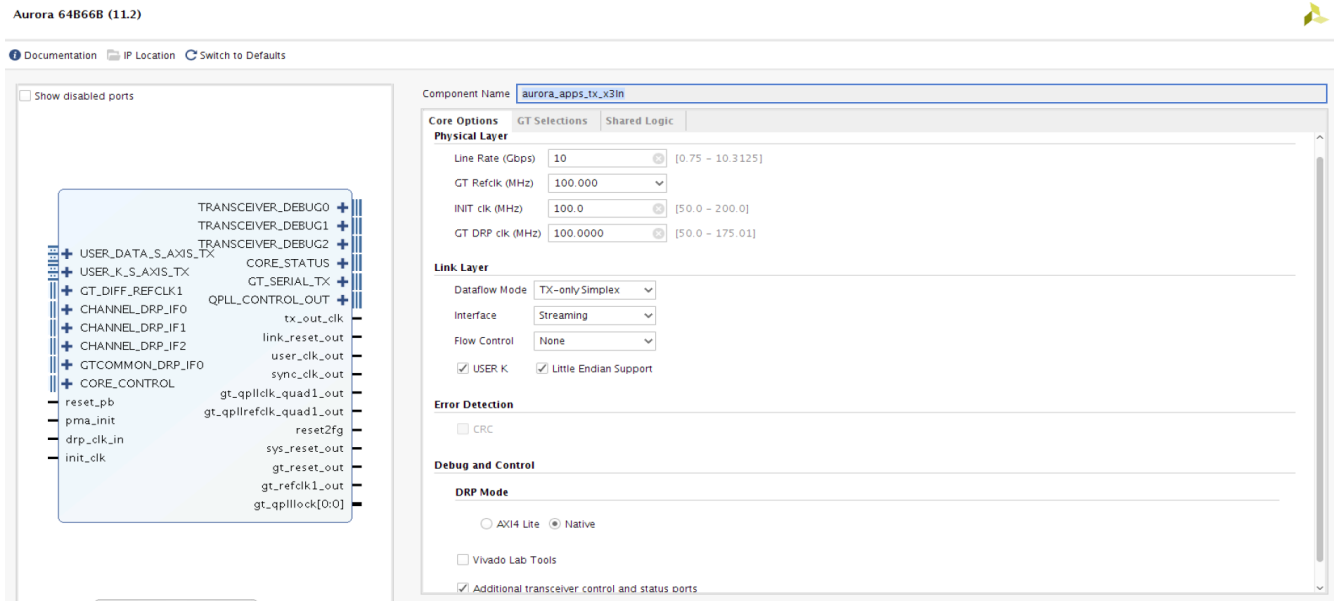 Aurora 64B66B (11.2)
Documentation IP Location Switch to Defaults
Show disabled ports
TRANSCEIVER_DEBUG0
TRANSCEIVER_DEBUG1
TRANSCEIVER_DEBUG2
USER_DATA_S_AXIS_TX
CORE_STATUS
USER_K_S_AXIS_TX
GT_SERIAL_TX
GT_DIFF_REFCLK1
QPLL_CONTROL_OUT
CHANNEL_DRP_IF0
tx_out_clk
CHANNEL_DRP_IF1
link_reset_out
CHANNEL_DRP_IF2
user_clk_out
GTCOMMON_DRP_IF0
sync_clk_out
CORE_CONTROL
gt_qpllclk_quad1_out
reset_pb
gt_qpllrefclk_quad1_out
pma_init
reset2fg
drp_clk_in
sys_reset_out
init_clk
gt_reset_out
gt_refclk1_out
gt_qplllock[0:0]
Component Name aurora_apps_tx_x3ln
Core Options GT Selections Shared Logic
Physical Layer
Line Rate (Gbps) 10 [0.75 - 10.3125]
GT Refclk (MHz) 100.000
INIT clk (MHz) 100.0 [50.0 - 200.0]
GT DRP clk (MHz) 100.0000 [50.0 - 175.01]
Link Layer
Dataflow Mode TX-only Simplex
Interface Streaming
Flow Control None
USER K Little Endian Support
Error Detection
CRC
Debug and Control
DRP Mode
AXI4 Lite Native
Vivado Lab Tools
Additional transceiver control and status ports